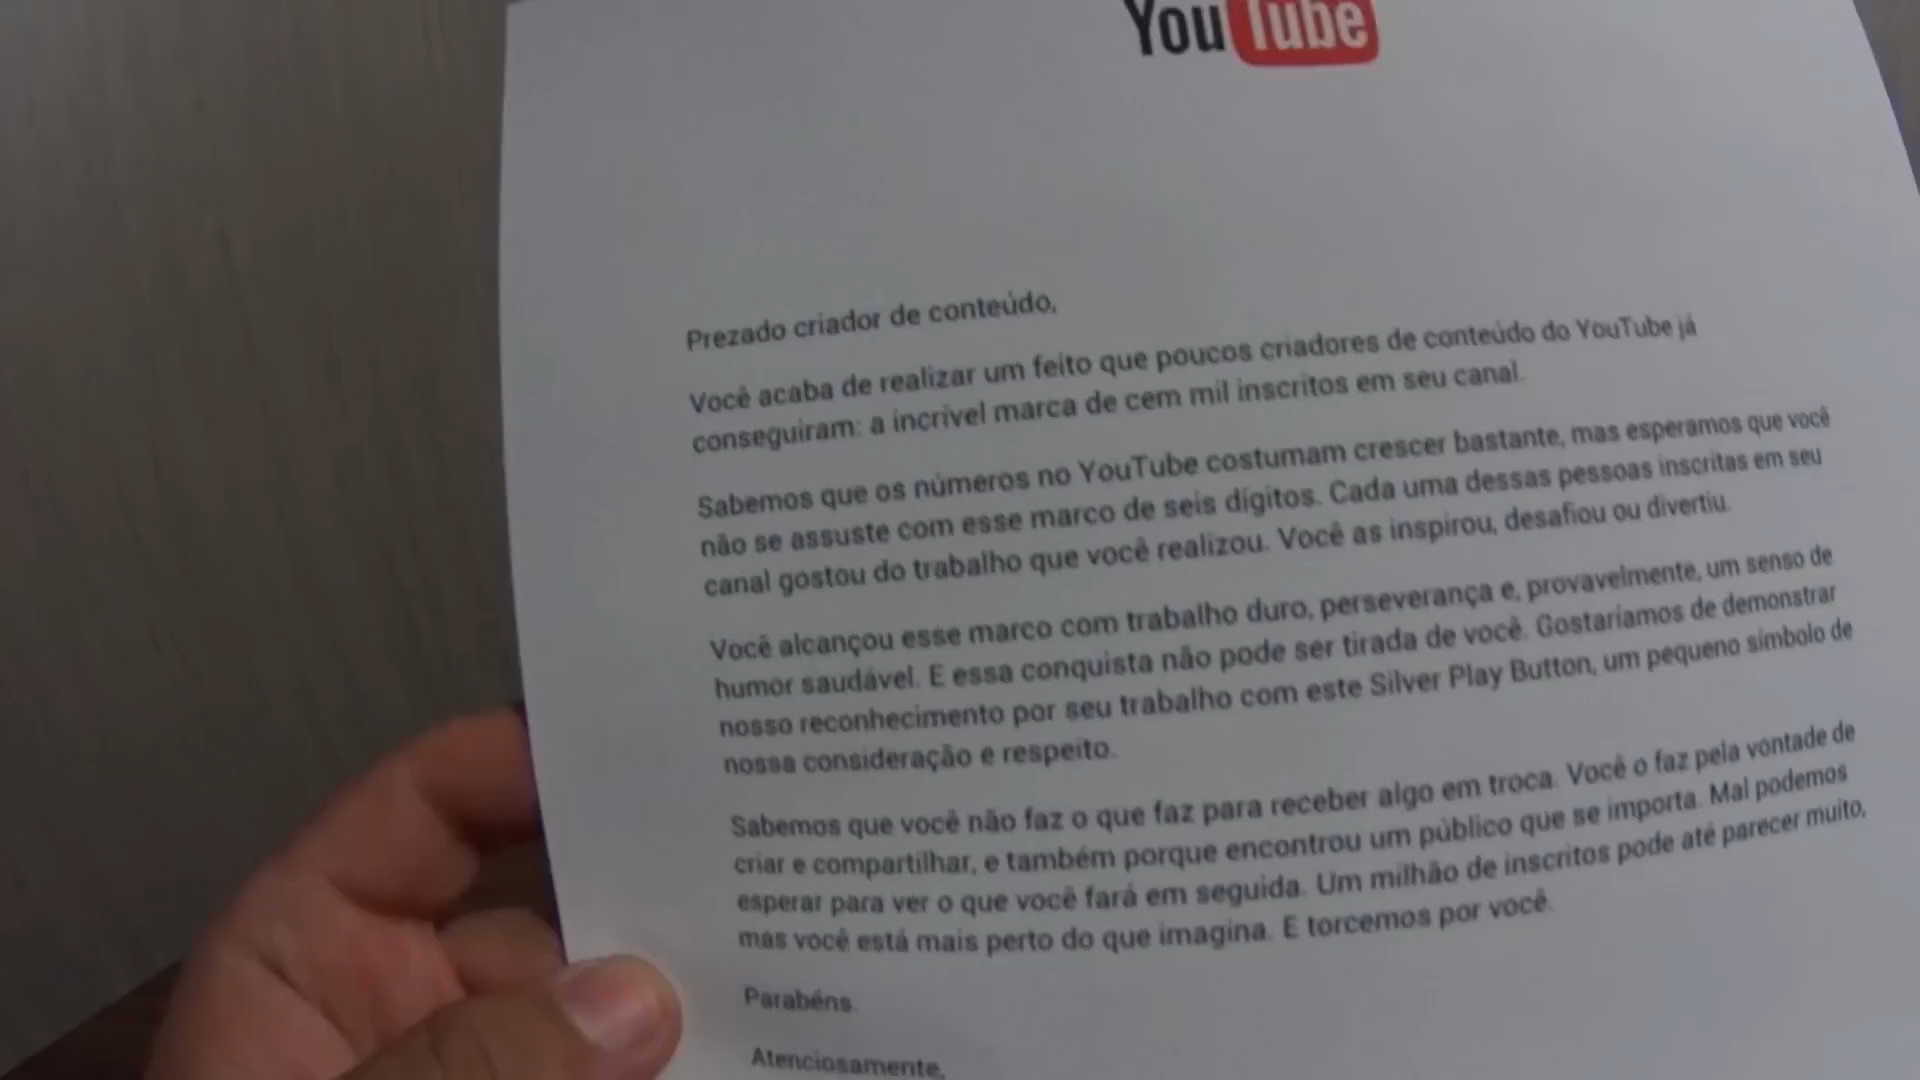 YouTube
Prezado criador de conteúdo,
Você acaba de realizar um feito que poucos criadores de conteúdo do YouTube já
conseguiram: a incrível marca de cem mil inscritos em seu canal.
Sabemos que os números no YouTube costumam crescer bastante, mas esperamos que você
não se assuste com esse marco de seis dígitos. Cada uma dessas pessoas inscritas em seu
canal gostou do trabalho que você realizou. Você as inspirou, desafiou ou divertiu.
Você alcançou esse marco com trabalho duro, perseverança e, provavelmente, um senso de
humor saudável. E essa conquista não pode ser tirada de você. Gostaríamos de demonstrar
nosso reconhecimento por seu trabalho com este Silver Play Button, um pequeno símbolo de
nossa consideração e respeito.
Sabemos que você não faz o que faz para receber algo em troca. Você o faz pela vontade de
criar e compartilhar, e também porque encontrou um público que se importa. Mal podemos
esperar para ver o que você fará em seguida. Um milhão de inscritos pode até parecer muito,
mas você está mais perto do que imagina. E torcemos por você.
Parabéns.
Atenciosamente,